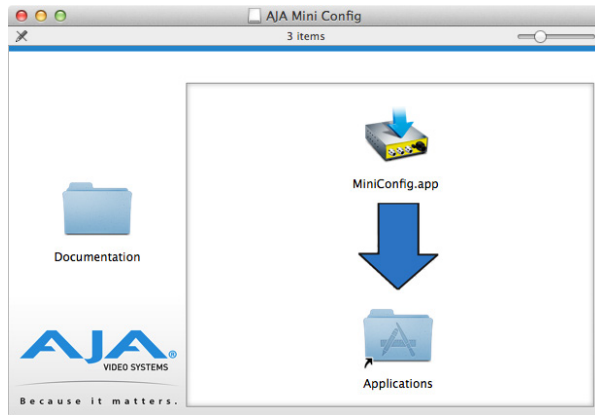 AJA Mini Config
3 items
MiniConfig.app
Documentation
Applications
AJA®
VIDEO SYSTEMS
Because it matters.